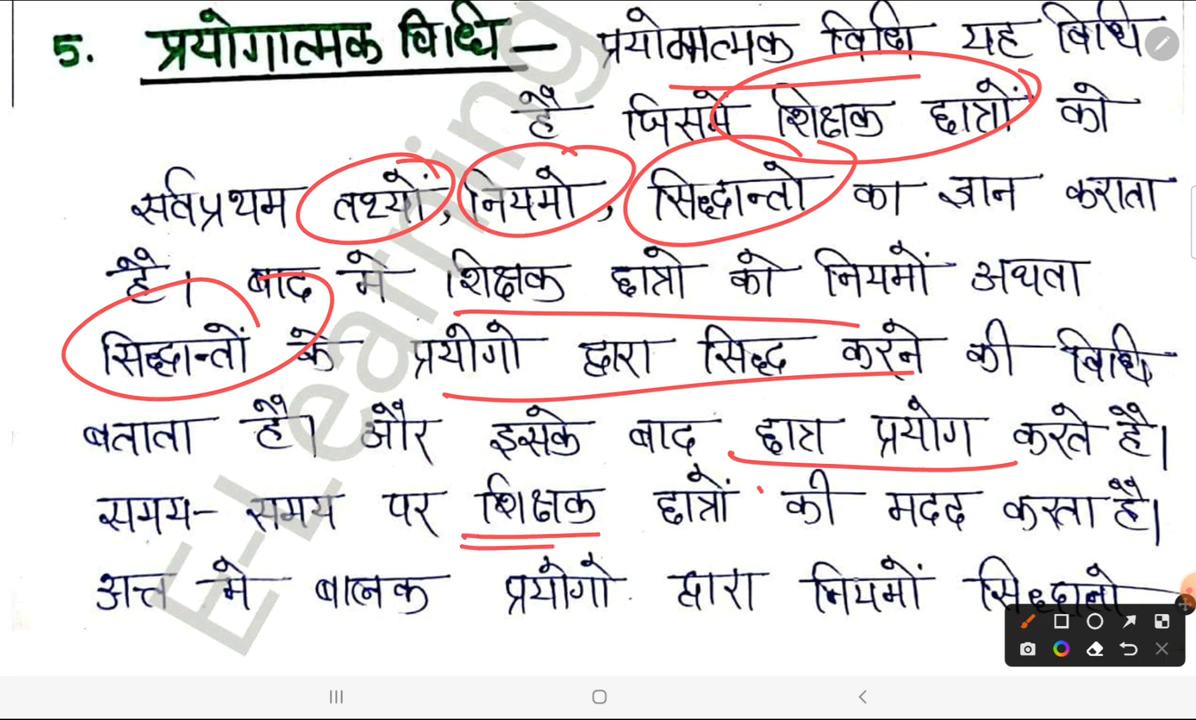 5. प्रयोगात्मक विधि — प्रयोगात्मक विधि यह विधि
है जिसमे शिक्षक छात्रों को
सर्वप्रथम तथ्यों, नियमो, सिद्धान्तो का ज्ञान कराता
है। बाद मे शिक्षक छात्रो को नियमों अथवा
सिद्धान्तों के प्रयोगो द्वारा सिद्ध करने की विधि
बताता है। और इसके बाद छात्र प्रयोग करते है।
समय- समय पर शिक्षक छात्रों की मदद करता है।
अन्त मे बालक प्रयोगो द्वारा नियमों सिद्धान्तो
E-Learning